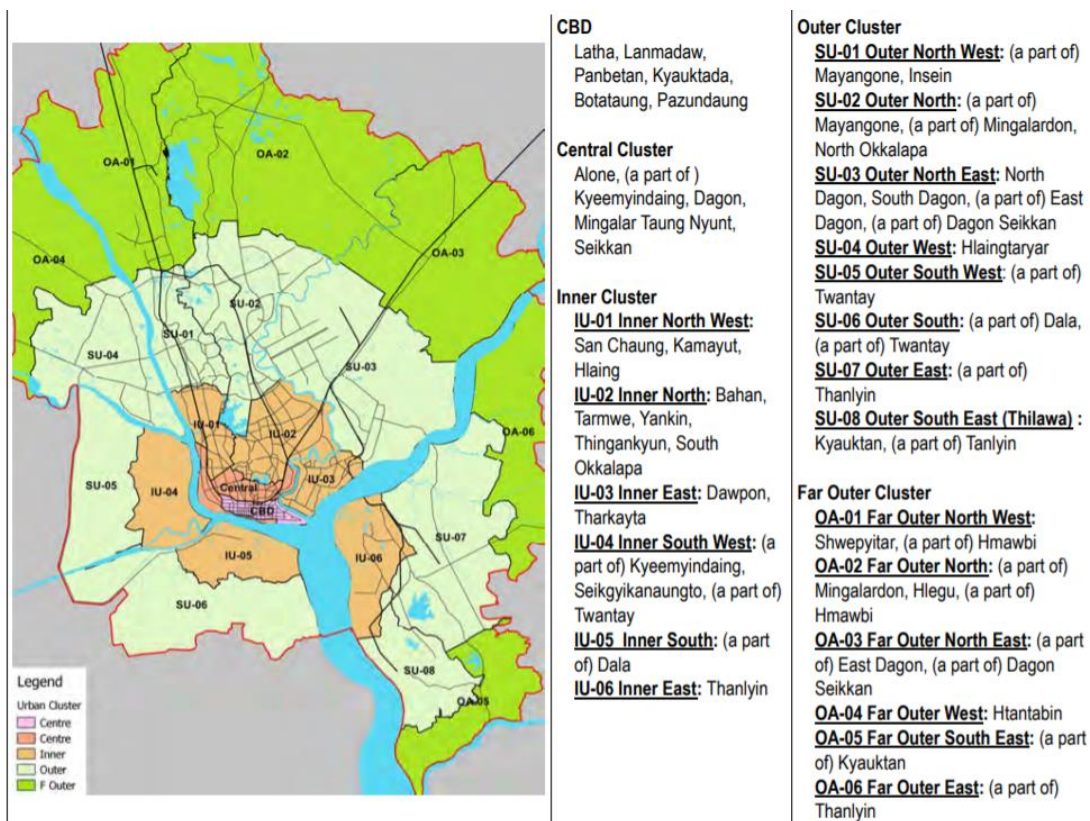 OA-01
OA-02
OA-04
OA-03
SU-02
SU-01
SU-04
SU-03
IU-01
IU-02
OA-06
SU-05
IU-04
Central
IU-03
CBD
SU-07
IU-05
IU-06
SU-06
SU-08
OA-05
Legend
Urban Cluster
Centre
Centre
Inner
Outer
F Outer
CBD
Latha, Lanmadaw,
Panbetan, Kyauktada,
Botataung, Pazundaung
Central Cluster
Alone, (a part of )
Kyeemyindaing, Dagon,
Mingalar Taung Nyunt,
Seikkan
Inner Cluster
IU-01 Inner North West:
San Chaung, Kamayut,
Hlaing
IU-02 Inner North: Bahan,
Tarmwe, Yankin,
Thingankyun, South
Okkalapa
IU-03 Inner East: Dawpon,
Tharkayta
IU-04 Inner South West: (a
part of) Kyeemyindaing,
Seikgyikanaungto, (a part of)
Twantay
IU-05 Inner South: (a part
of) Dala
IU-06 Inner East: Thanlyin
Outer Cluster
SU-01 Outer North West: (a part of)
Mayangone, Insein
SU-02 Outer North: (a part of)
Mayangone, (a part of) Mingalardon,
North Okkalapa
SU-03 Outer North East: North
Dagon, South Dagon, (a part of) East
Dagon, (a part of) Dagon Seikkan
SU-04 Outer West: Hlaingtaryar
SU-05 Outer South West: (a part of)
Twantay
SU-06 Outer South: (a part of) Dala,
(a part of) Twantay
SU-07 Outer East: (a part of)
Thanlyin
SU-08 Outer South East (Thilawa) :
Kyauktan, (a part of) Tanlyin
Far Outer Cluster
OA-01 Far Outer North West:
Shwepyitar, (a part of) Hmawbi
OA-02 Far Outer North: (a part of)
Mingalardon, Hlegu, (a part of)
Hmawbi
OA-03 Far Outer North East: (a part
of) East Dagon, (a part of) Dagon
Seikkan
OA-04 Far Outer West: Htantabin
OA-05 Far Outer South East: (a part
of) Kyauktan
OA-06 Far Outer East: (a part of)
Thanlyin